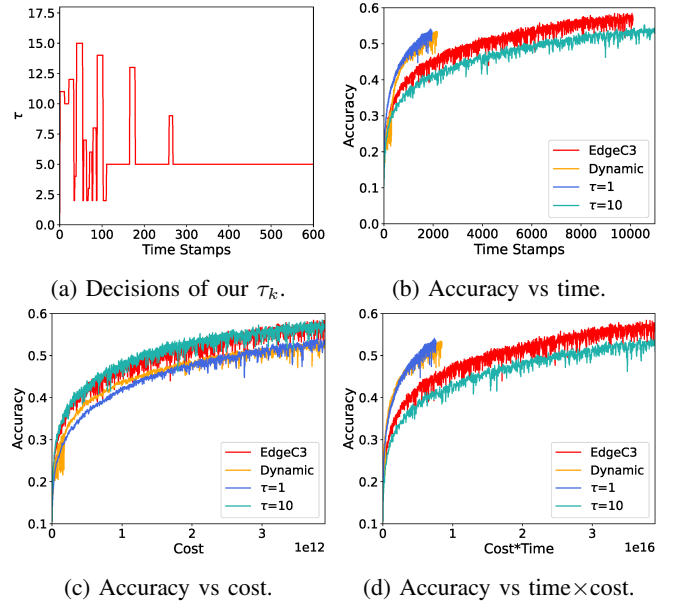 17.5
15.0
12.5
10.0
7.5
5.0
2.5
0.0
τ
0 100 200 300 400 500 600
Time Stamps
(a) Decisions of our τk.
0.6
0.5
0.4
0.3
0.2
0.1
0.0
Accuracy
EdgeC3
Dynamic
τ=1
τ=10
0 2000 4000 6000 8000 10000
Time Stamps
(b) Accuracy vs time.
0.6
0.5
0.4
0.3
0.2
0.1
Accuracy
EdgeC3
Dynamic
τ=1
τ=10
0 1 2 3
Cost 1e12
(c) Accuracy vs cost.
0.6
0.5
0.4
0.3
0.2
0.1
Accuracy
EdgeC3
Dynamic
τ=1
τ=10
0 1 2 3
Cost*Time 1e16
(d) Accuracy vs time×cost.